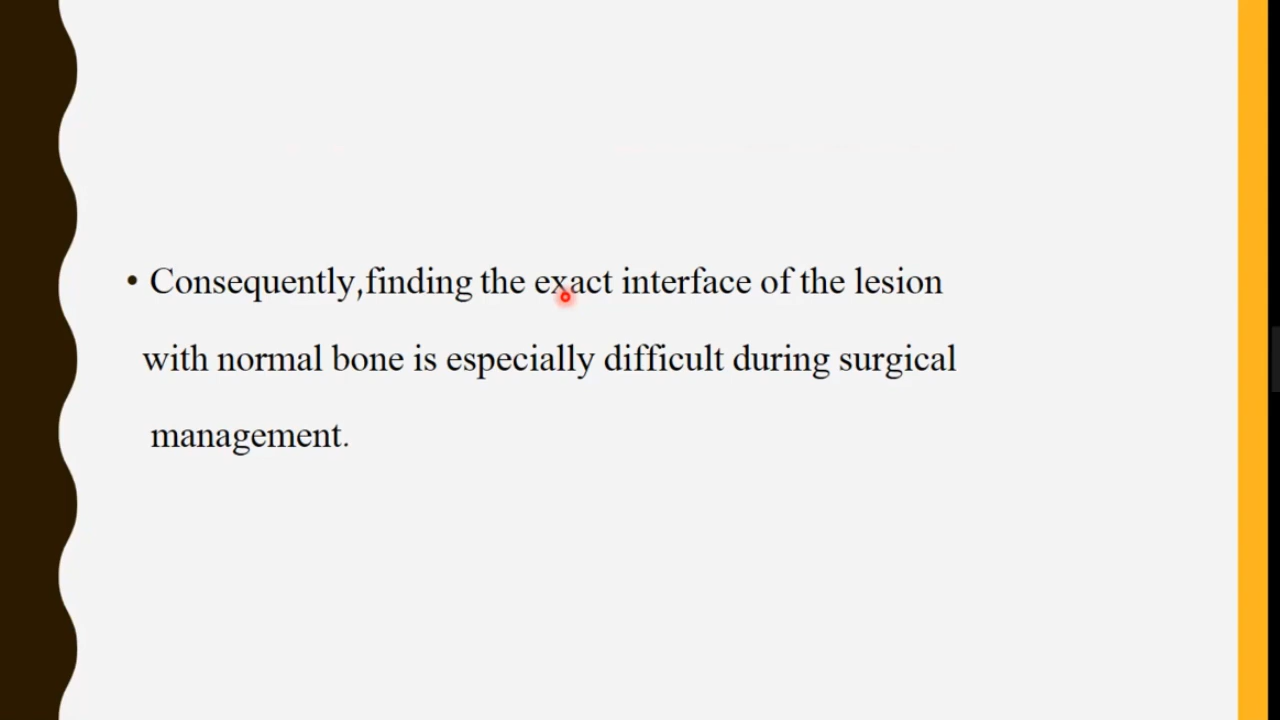 • Consequently,finding the exact interface of the lesion
with normal bone is especially difficult during surgical
management.